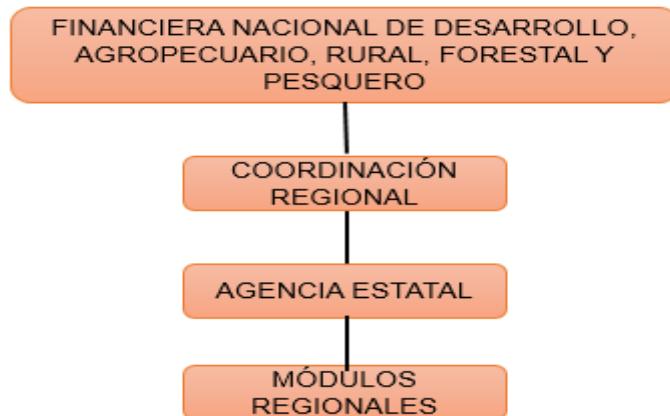 FINANCIERA NACIONAL DE DESARROLLO,
AGROPECUARIO, RURAL, FORESTAL Y
PESQUERO
COORDINACIÓN
REGIONAL
AGENCIA ESTATAL
MÓDULOS
REGIONALES